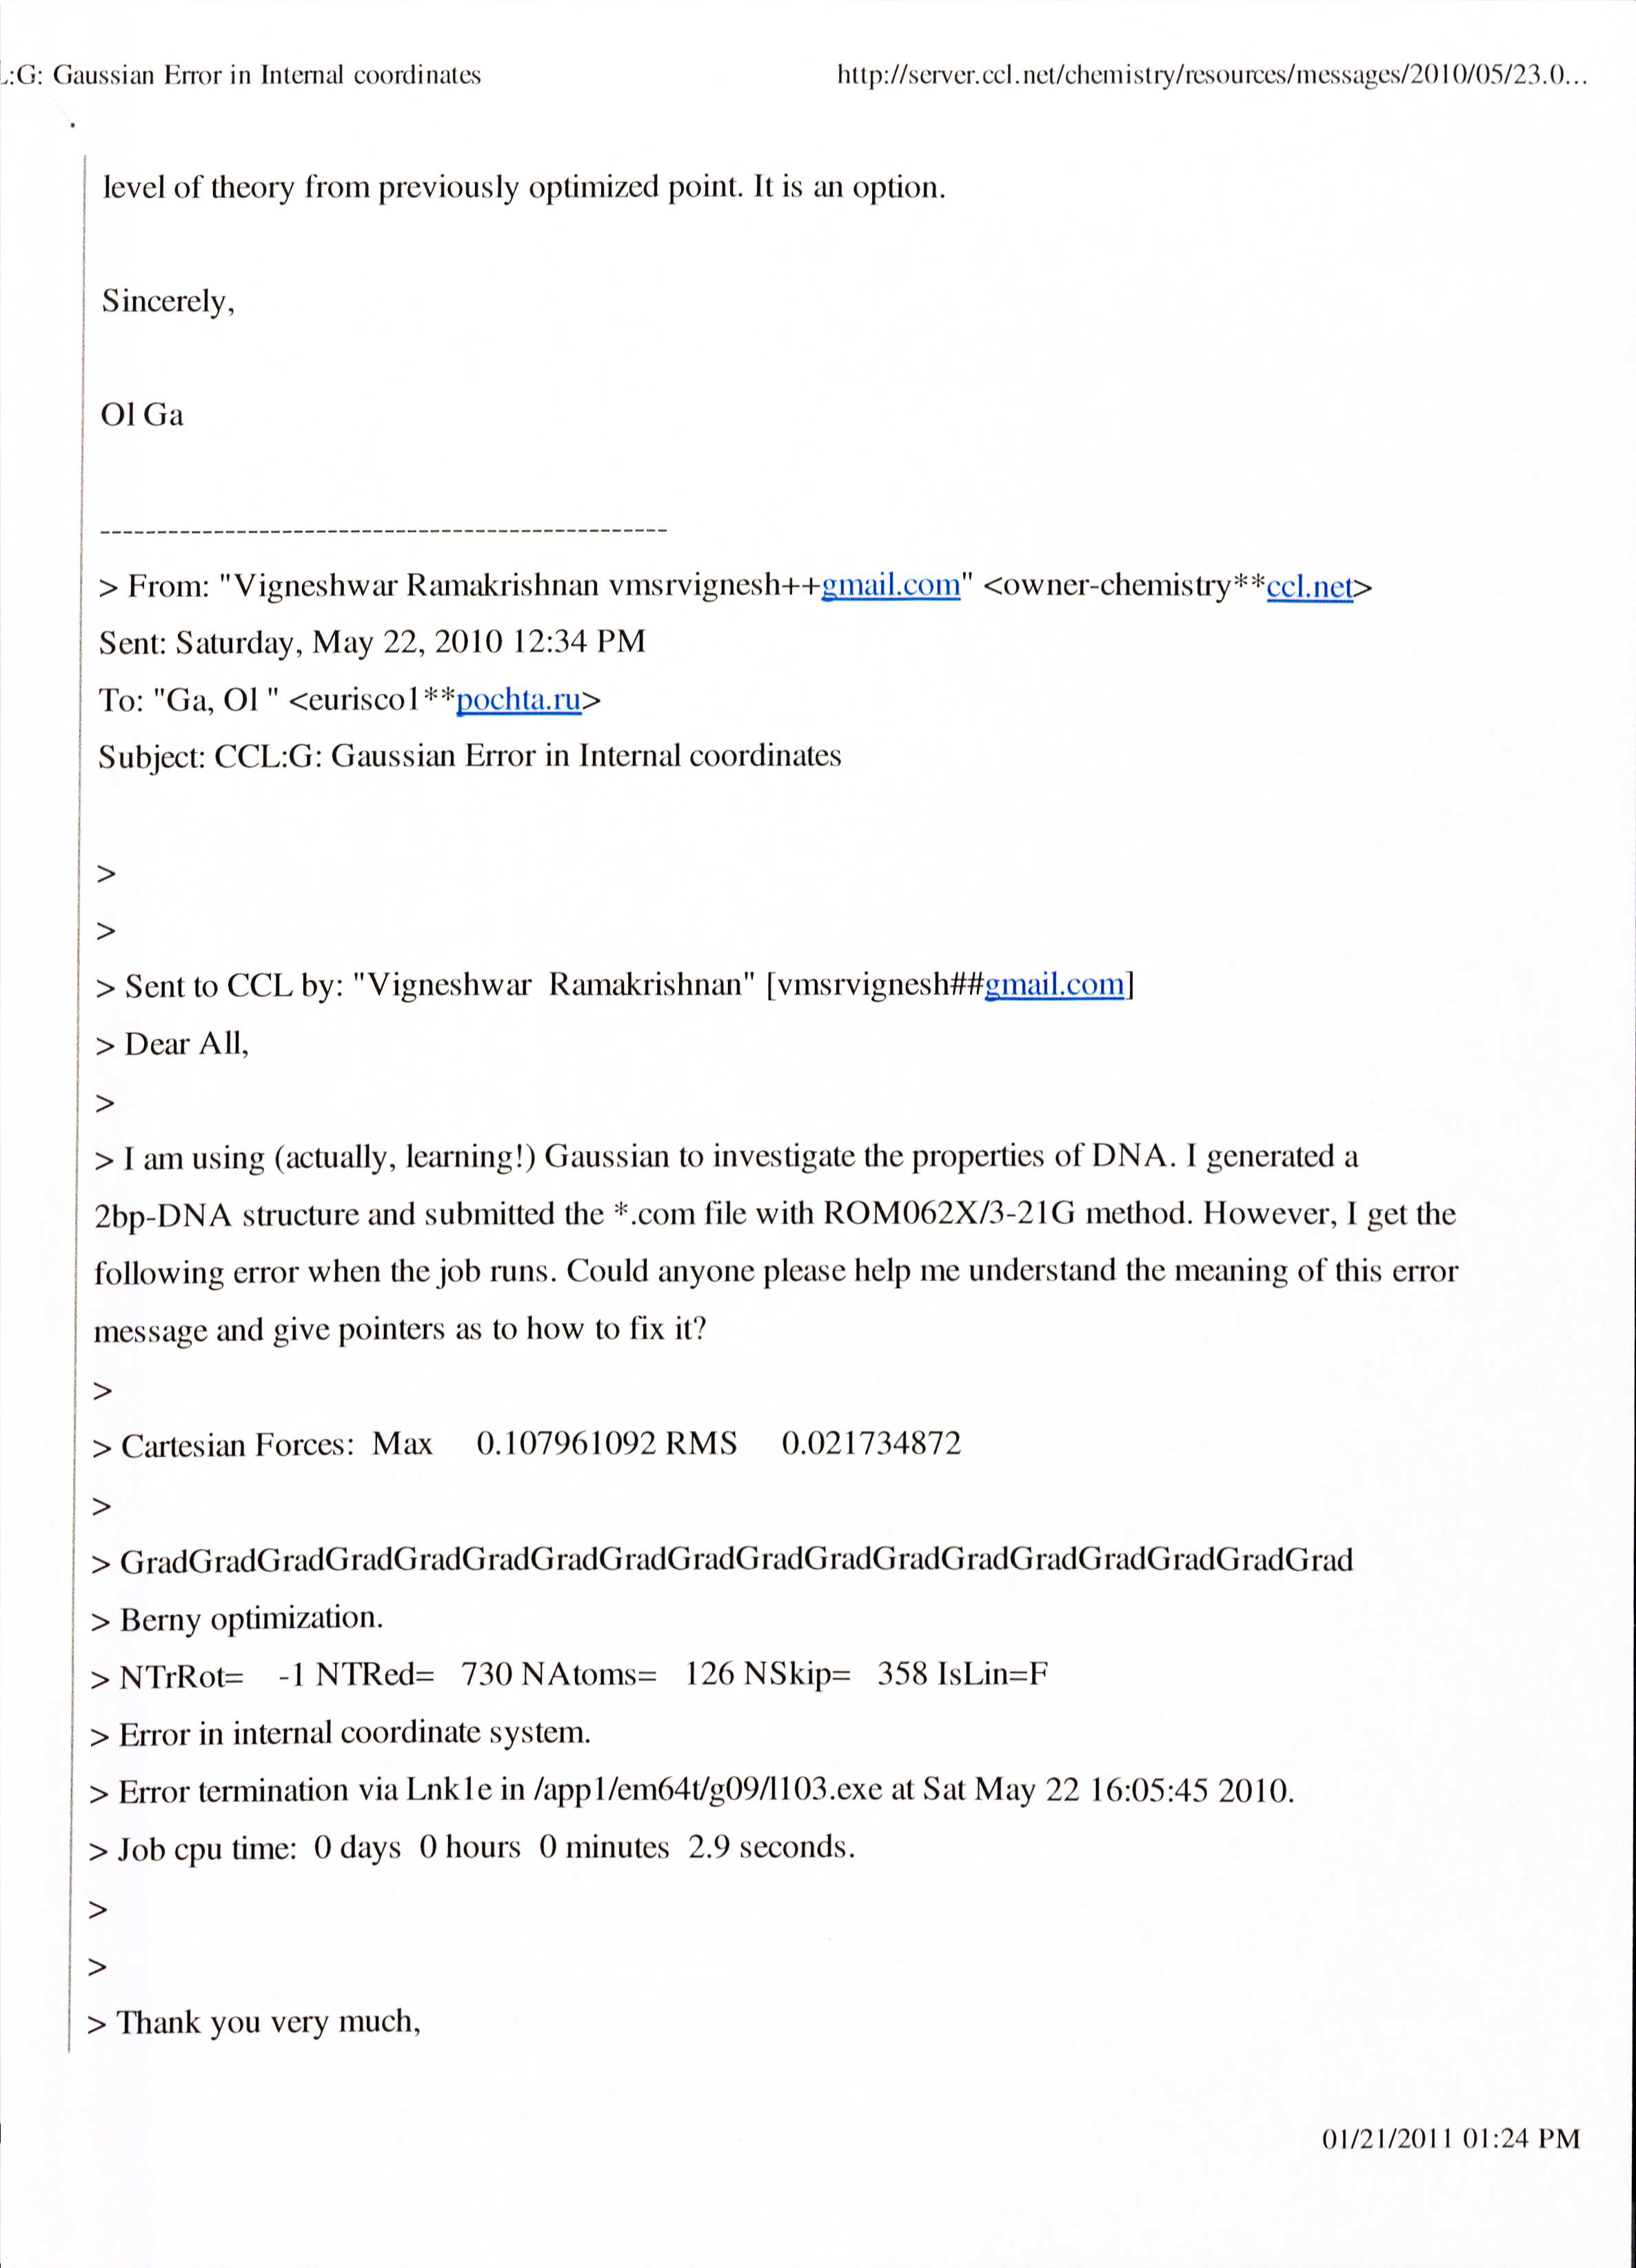 :G: Gaussian Error in Internal coordinates
http://server.ccl.net/chemistry/resources/messages/2010/05/23.0...
level of theory from previously optimized point. It is an option.
Sincerely,
Ol Ga
--------------------------------------------------
> From: "Vigneshwar Ramakrishnan vmsrvignesh++gmail.com" <owner-chemistry**ccl.net>
Sent: Saturday, May 22, 2010 12:34 PM
To: "Ga, Ol " <eurisco1**pochta.ru>
Subject: CCL:G: Gaussian Error in Internal coordinates
>
>
> Sent to CCL by: "Vigneshwar  Ramakrishnan" [vmsrvignesh##gmail.com]
> Dear All,
>
> I am using (actually, learning!) Gaussian to investigate the properties of DNA. I generated a
2bp-DNA structure and submitted the *.com file with ROM062X/3-21G method. However, I get the
following error when the job runs. Could anyone please help me understand the meaning of this error
message and give pointers as to how to fix it?
>
> Cartesian Forces:  Max     0.107961092 RMS     0.021734872
>
> GradGradGradGradGradGradGradGradGradGradGradGradGradGradGradGradGradGrad
> Berny optimization.
> NTrRot=    -1 NTRed=   730 NAtoms=   126 NSkip=   358 IsLin=F
> Error in internal coordinate system.
> Error termination via Lnk1e in /app1/em64t/g09/l103.exe at Sat May 22 16:05:45 2010.
> Job cpu time:  0 days  0 hours  0 minutes  2.9 seconds.
>
>
> Thank you very much,
01/21/2011 01:24 PM